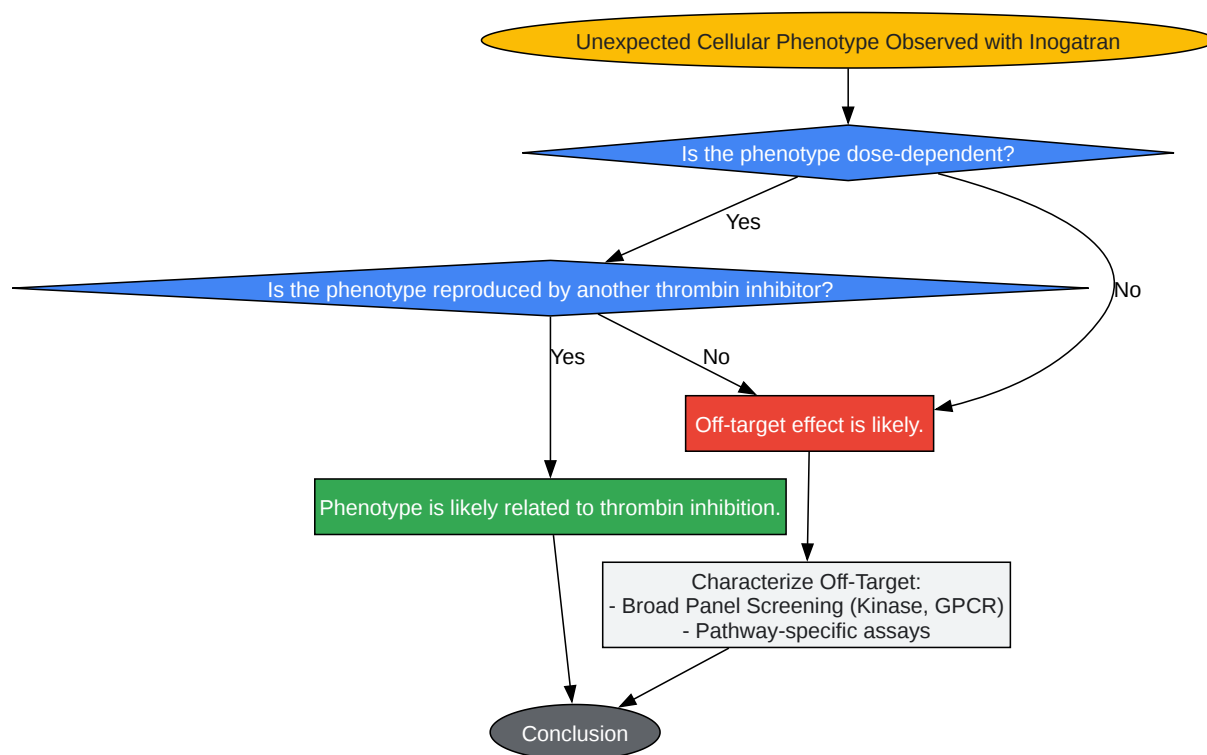 Unexpected Cellular Phenotype Observed with Inogatran
Is the phenotype dose-dependent?
Yes
Is the phenotype reproduced by another thrombin inhibitor?
No
Yes
No
Off-target effect is likely.
Phenotype is likely related to thrombin inhibition.
Characterize Off-Target:
- Broad Panel Screening (Kinase, GPCR)
- Pathway-specific assays
Conclusion